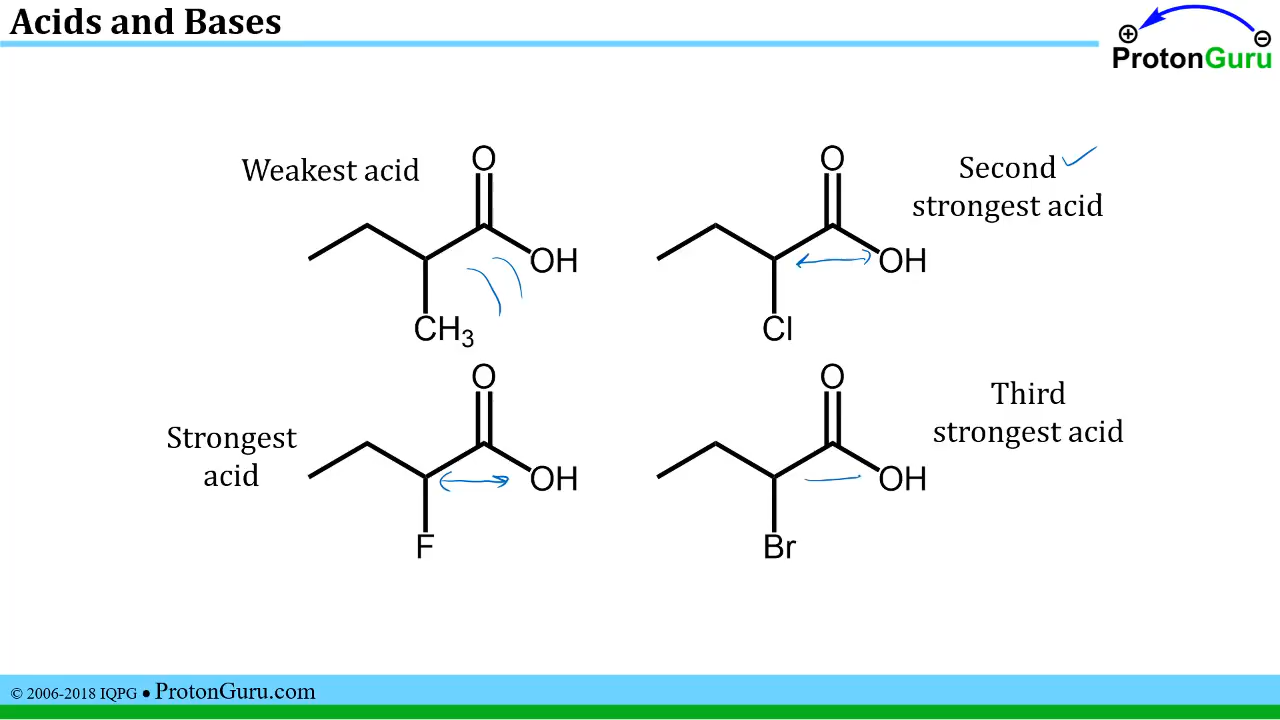 Acids and Bases
⊕ ⊖
ProtonGuru
Weakest acid
O
OH
CH₃
O
OH
Cl
Second
strongest acid
Strongest
acid
O
OH
F
O
OH
Br
Third
strongest acid
© 2006-2018 IQPG ● ProtonGuru.com